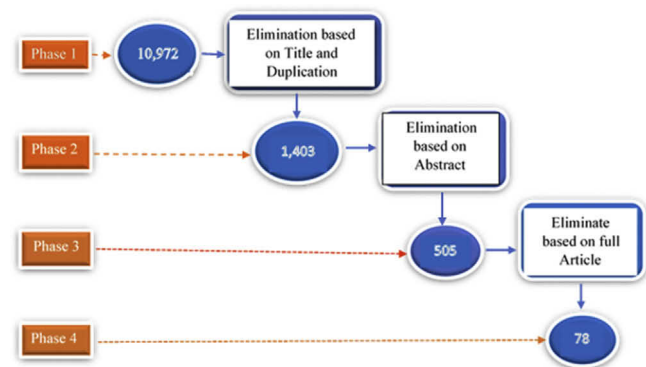 Phase 1
10,972
Elimination based
on Title and
Duplication
Phase 2
1,403
Elimination
based on
Abstract
Phase 3
505
Eliminate
based on full
Article
Phase 4
78